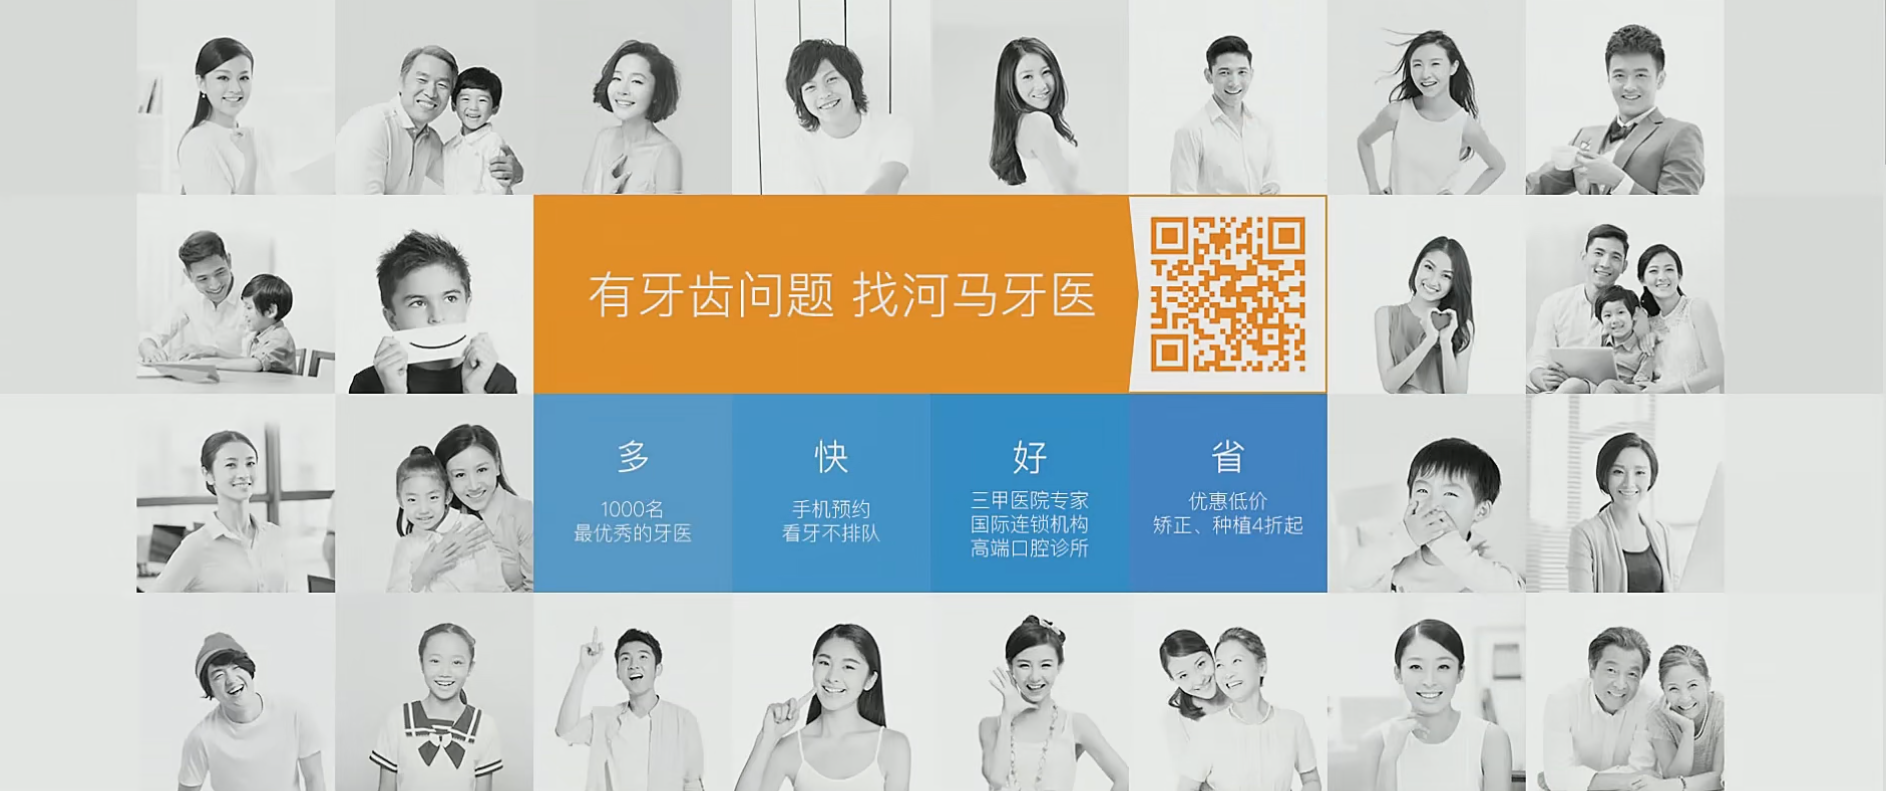 有牙齿问题 找河马牙医
多
1000名
最优秀的牙医
快
手机预约
看牙不排队
好
三甲医院专家
国际连锁机构
高端口腔诊所
省
优惠低价
矫正、种植4折起